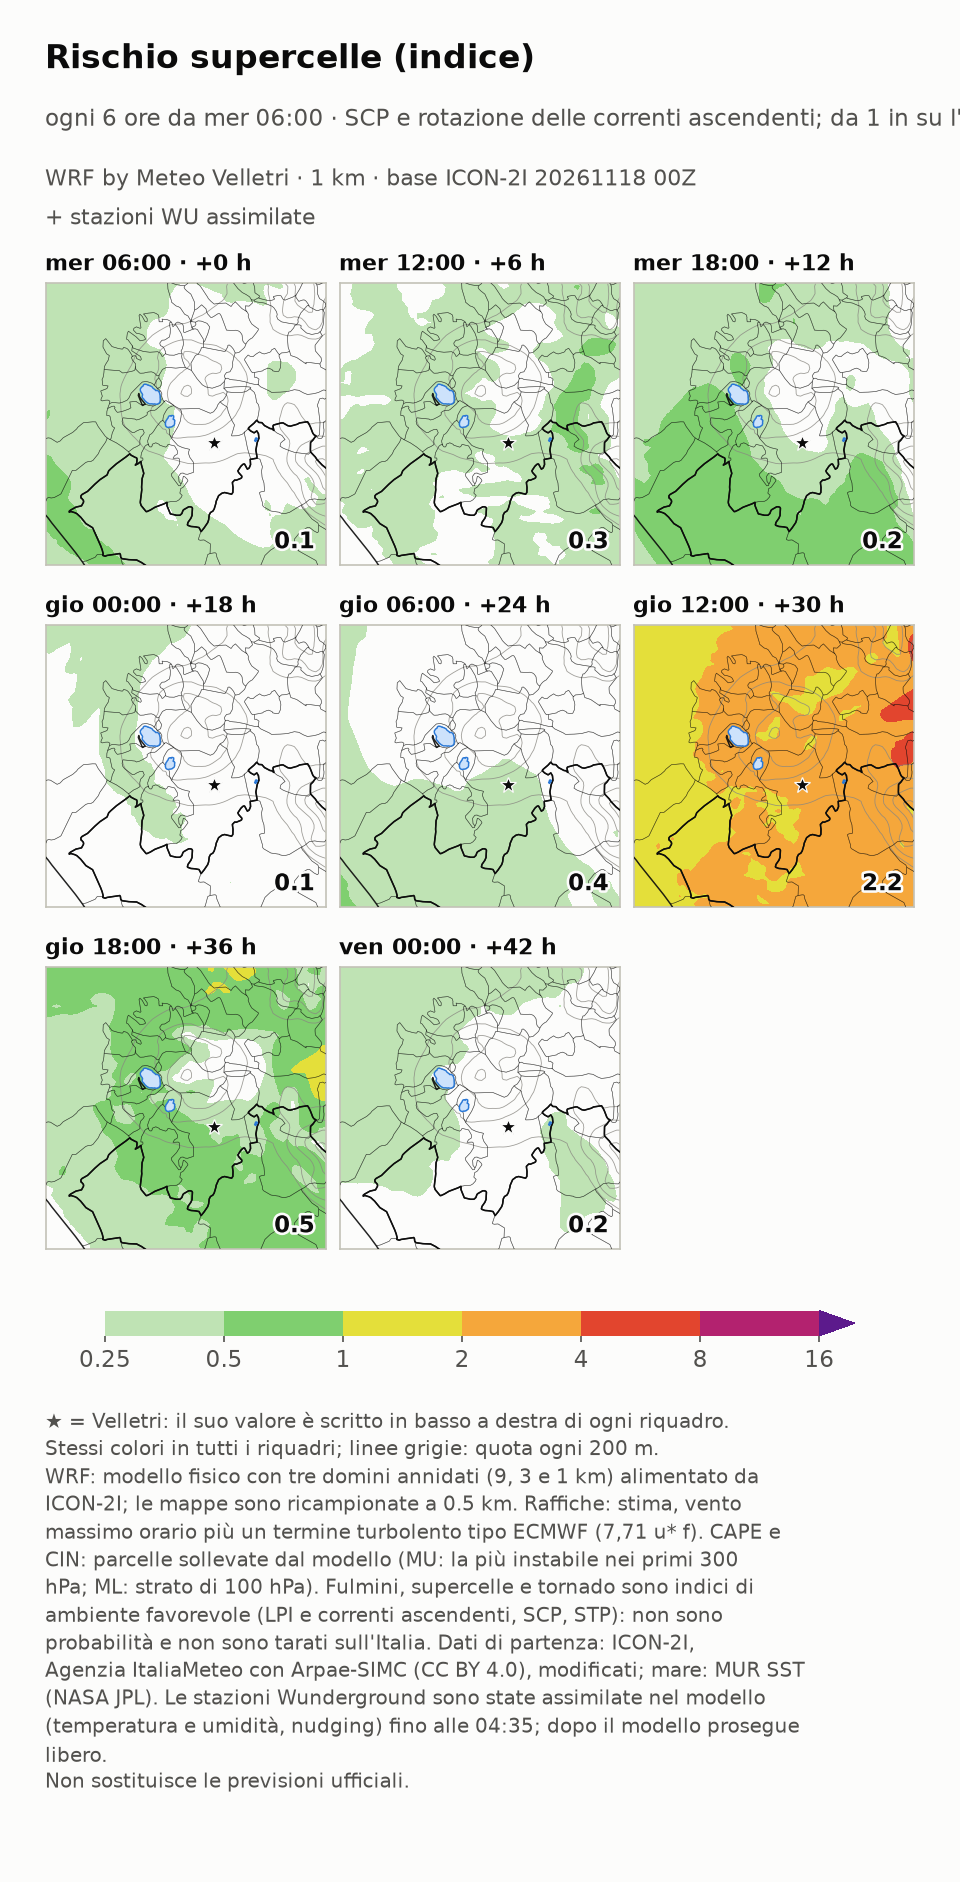 Rischio supercelle (indice)
ogni 6 ore da mer 06:00 · SCP e rotazione delle correnti ascendenti; da 1 in su l'
WRF by Meteo Velletri · 1 km · base ICON-2I 20261118 00Z
+ stazioni WU assimilate
mer 06:00 · +0 h
mer 12:00 · +6 h
mer 18:00 · +12 h
0.1
0.3
0.2
gio 00:00 · +18 h
gio 06:00 · +24 h
gio 12:00 · +30 h
0.1
0.4
2.2
gio 18:00 · +36 h
ven 00:00 · +42 h
0.5
0.2
0.25
0.5
1
2
4
8
16
★ = Velletri: il suo valore è scritto in basso a destra di ogni riquadro.
Stessi colori in tutti i riquadri; linee grigie: quota ogni 200 m.
WRF: modello fisico con tre domini annidati (9, 3 e 1 km) alimentato da
ICON-2I; le mappe sono ricampionate a 0.5 km. Raffiche: stima, vento
massimo orario più un termine turbolento tipo ECMWF (7,71 u* f). CAPE e
CIN: parcelle sollevate dal modello (MU: la più instabile nei primi 300
hPa; ML: strato di 100 hPa). Fulmini, supercelle e tornado sono indici di
ambiente favorevole (LPI e correnti ascendenti, SCP, STP): non sono
probabilità e non sono tarati sull'Italia. Dati di partenza: ICON-2I,
Agenzia ItaliaMeteo con Arpae-SIMC (CC BY 4.0), modificati; mare: MUR SST
(NASA JPL). Le stazioni Wunderground sono state assimilate nel modello
(temperatura e umidità, nudging) fino alle 04:35; dopo il modello prosegue
libero.
Non sostituisce le previsioni ufficiali.